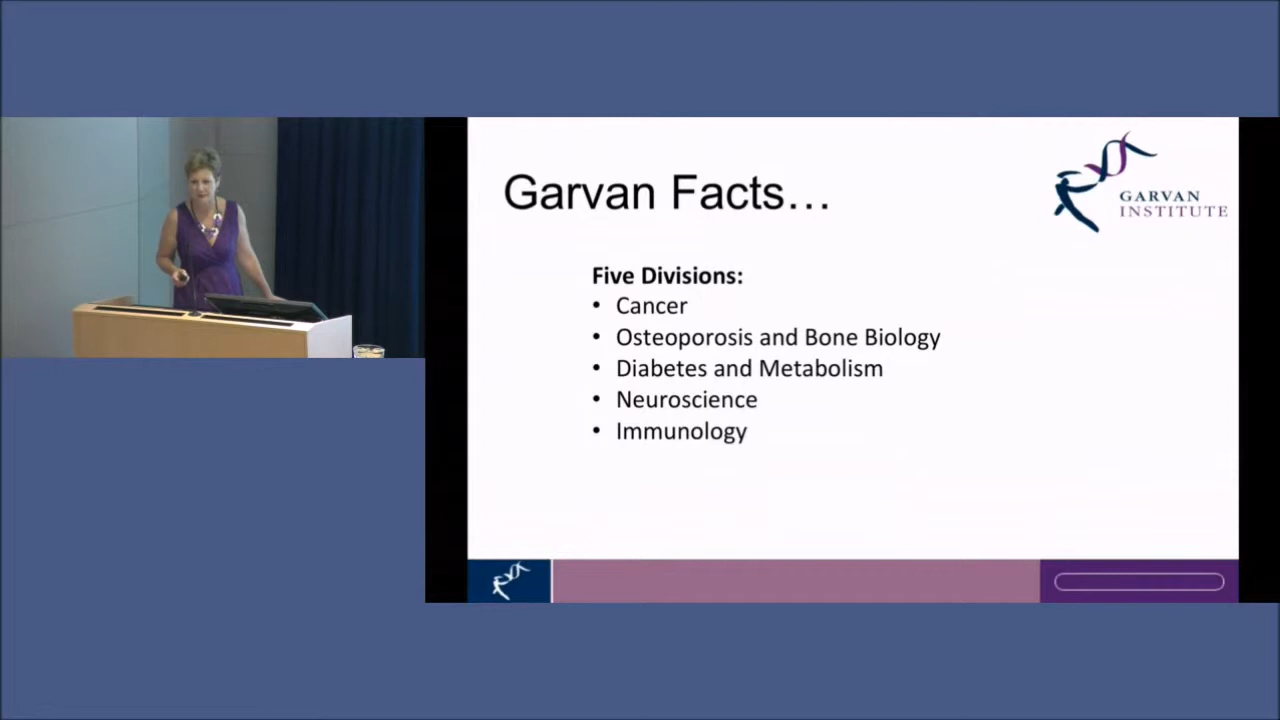 Garvan Facts...
GARVAN
INSTITUTE
Five Divisions:
• Cancer
• Osteoporosis and Bone Biology
• Diabetes and Metabolism
• Neuroscience
• Immunology